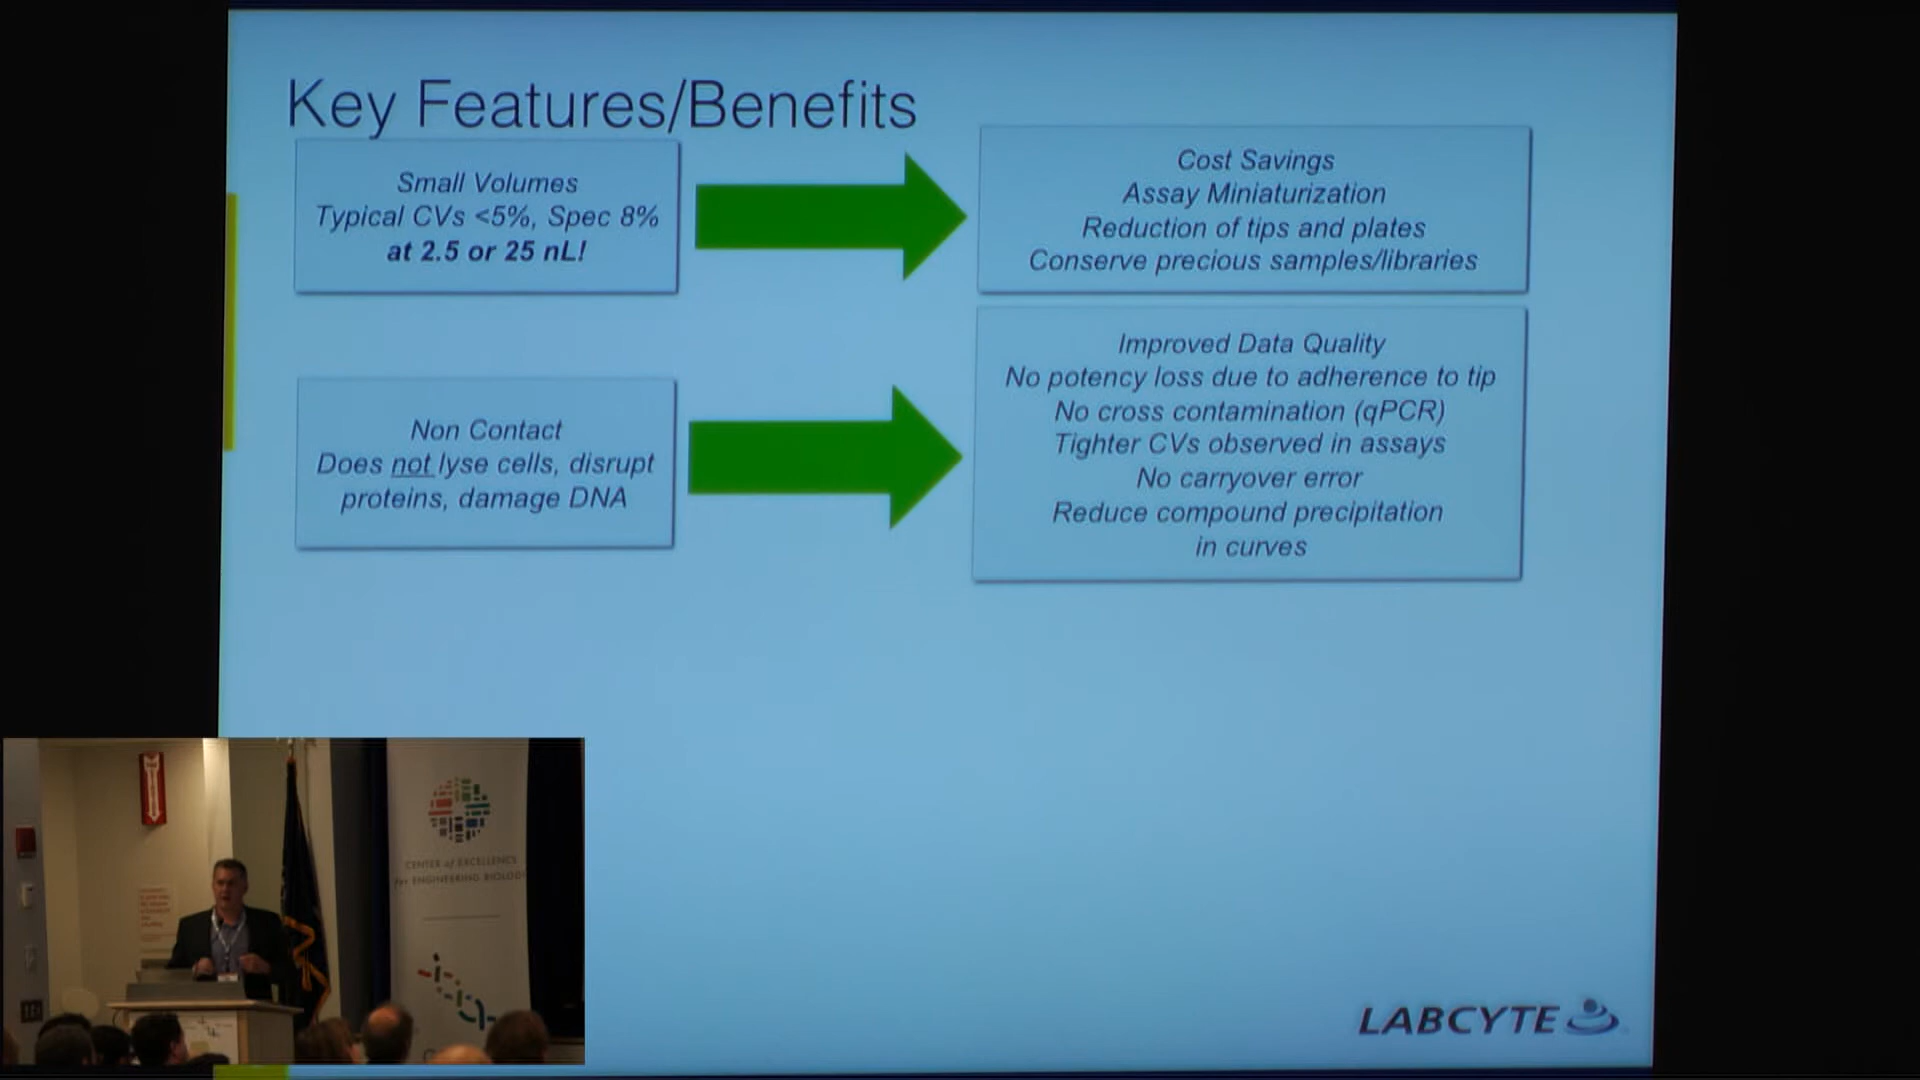 Key Features/Benefits
Small Volumes
Typical CVs <5%, Spec 8%
at 2.5 or 25 nL!
Cost Savings
Assay Miniaturization
Reduction of tips and plates
Conserve precious samples/libraries
Non Contact
Does not lyse cells, disrupt
proteins, damage DNA
Improved Data Quality
No potency loss due to adherence to tip
No cross contamination (qPCR)
Tighter CVs observed in assays
No carryover error
Reduce compound precipitation
in curves
CENTER of EXCELLENCE
for ENGINEERING BIOLOGY
LABCYTE